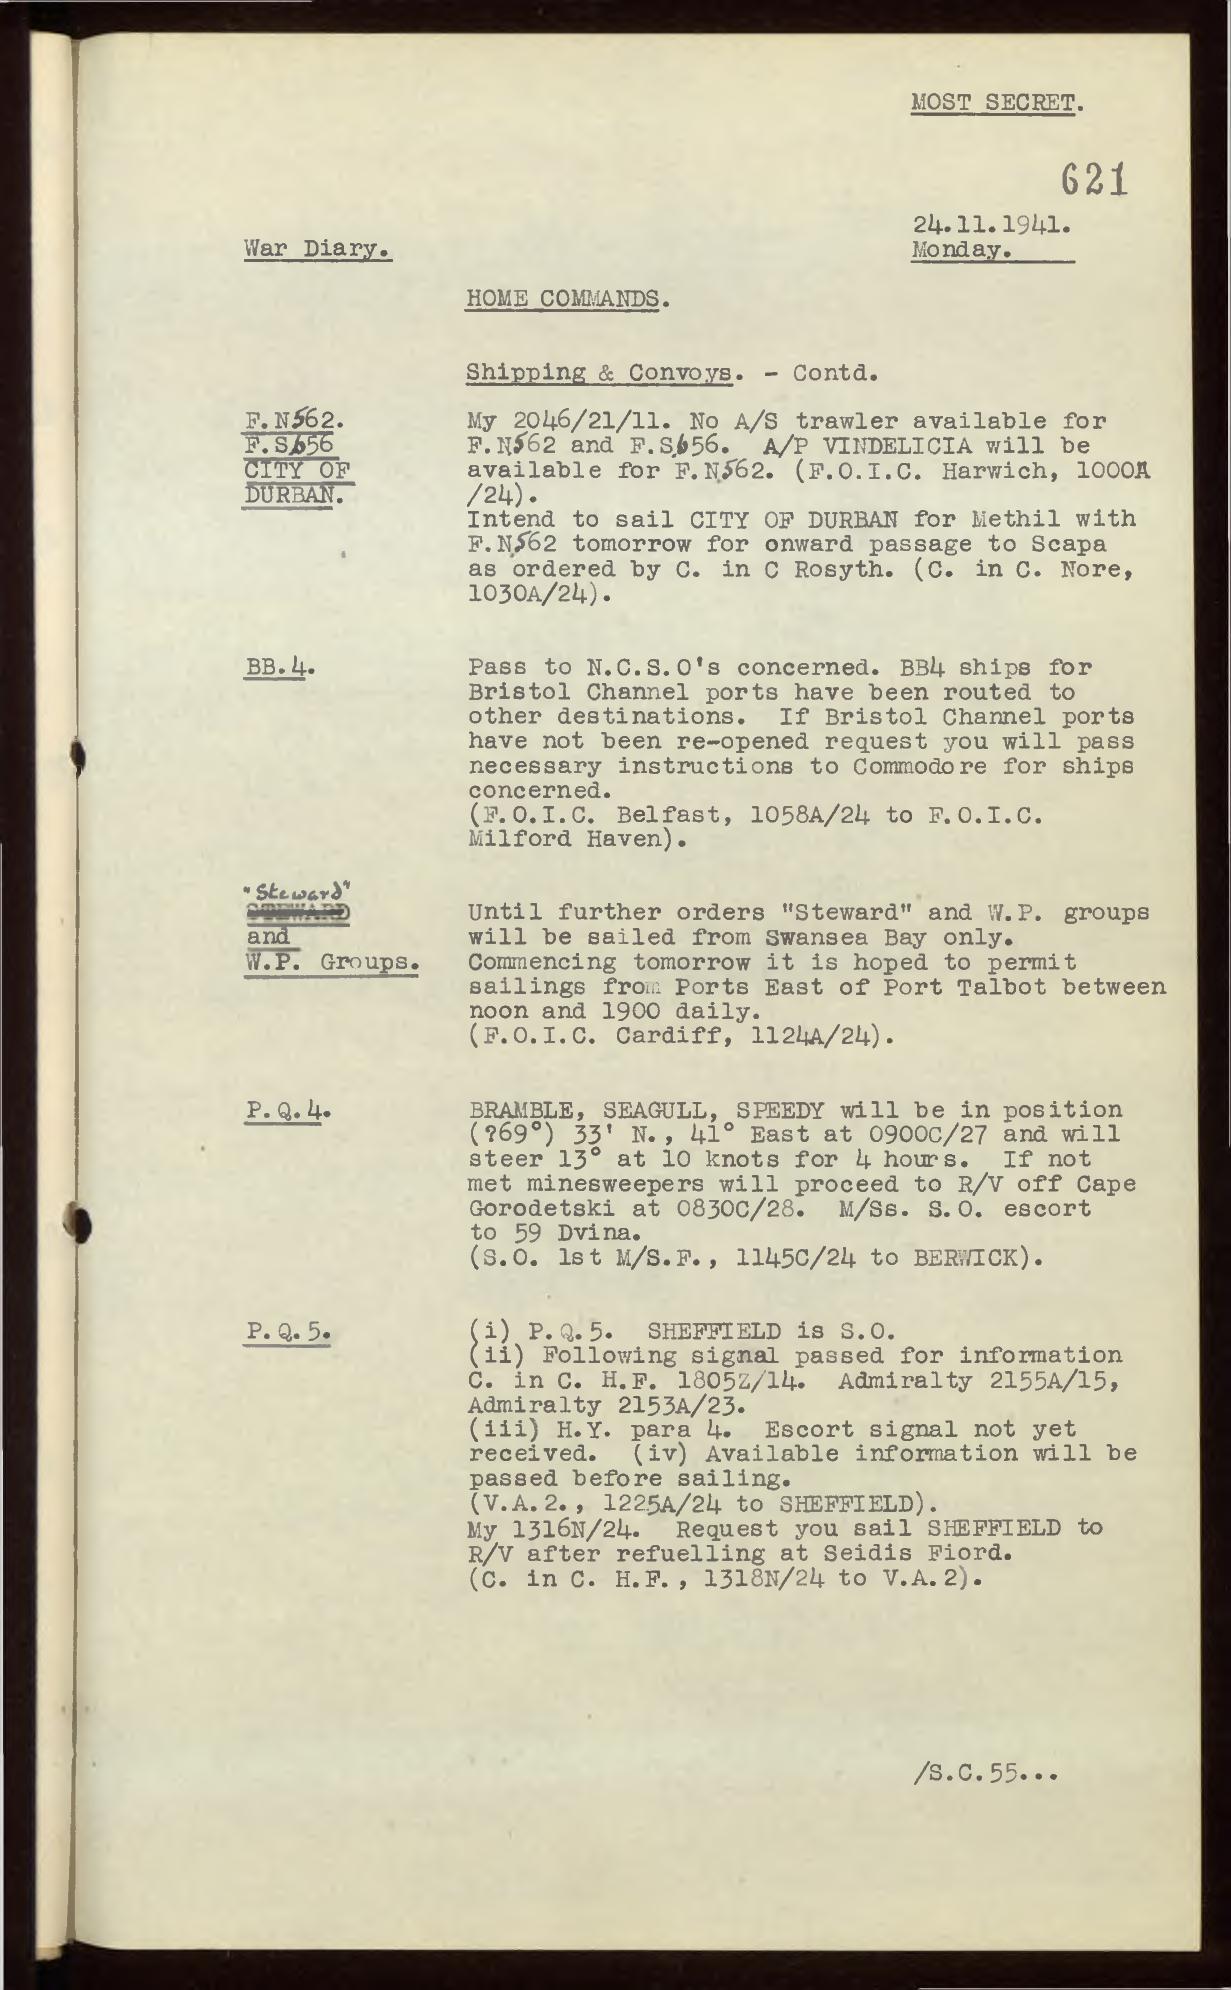 MOST SECRET.
621
24.11.1941.
War Diary.
Monday.
HOME COMMANDS.
Shipping & Convoys. - Contd.
F.N562.
F.S656
CITY OF
DURBAN.
My 2046/21/11. No A/S trawler available for
F.N562 and F.S656. A/P VINDELICIA will be
available for F.N562. (F.O.I.C. Harwich, 1000A
/24).
Intend to sail CITY OF DURBAN for Methil with
F.N562 tomorrow for onward passage to Scapa
as ordered by C. in C Rosyth. (C. in C. Nore,
1030A/24).
BB.4.
Pass to N.C.S.O's concerned. BB4 ships for
Bristol Channel ports have been routed to
other destinations. If Bristol Channel ports
have not been re-opened request you will pass
necessary instructions to Commodore for ships
concerned.
(F.O.I.C. Belfast, 1058A/24 to F.O.I.C.
Milford Haven).
"Steward"
STEWARD
and
W.P. Groups.
Until further orders "Steward" and W.P. groups
will be sailed from Swansea Bay only.
Commencing tomorrow it is hoped to permit
sailings from Ports East of Port Talbot between
noon and 1900 daily.
(F.O.I.C. Cardiff, 1124A/24).
P.Q.4.
BRAMBLE, SEAGULL, SPEEDY will be in position
(?69°) 33' N., 41° East at 0900C/27 and will
steer 13° at 10 knots for 4 hours. If not
met minesweepers will proceed to R/V off Cape
Gorodetski at 0830C/28. M/Ss. S.O. escort
to 59 Dvina.
(S.O. 1st M/S.F., 1145C/24 to BERWICK).
P.Q.5.
(i) P.Q.5. SHEFFIELD is S.O.
(ii) Following signal passed for information
C. in C. H.F. 1805Z/14. Admiralty 2155A/15,
Admiralty 2153A/23.
(iii) H.Y. para 4. Escort signal not yet
received. (iv) Available information will be
passed before sailing.
(V.A.2., 1225A/24 to SHEFFIELD).
My 1316N/24. Request you sail SHEFFIELD to
R/V after refuelling at Seidis Fiord.
(C. in C. H.F., 1318N/24 to V.A.2).
/S.C.55...